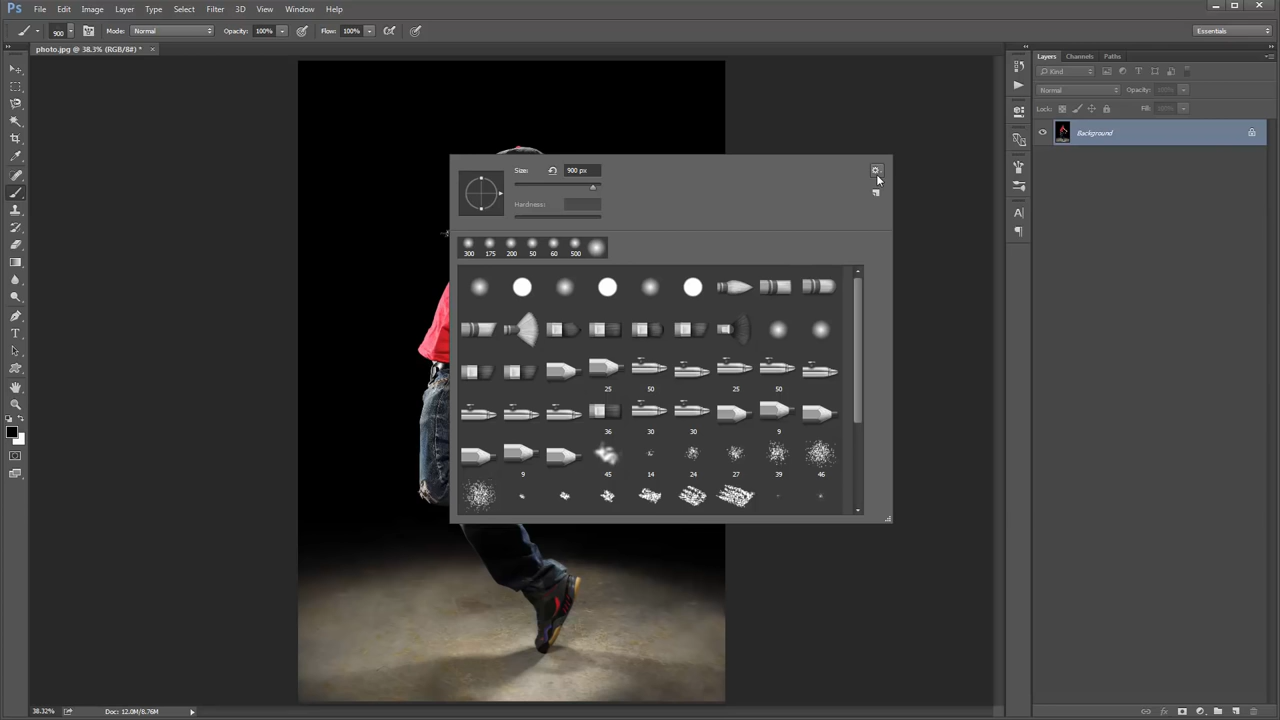 Ps File Edit Image Layer Type Select Filter 3D View Window Help
900 Mode: Normal Opacity: 100% Flow: 100% Essentials
photo.jpg @ 38.3% (RGB/8#) * ×
Layers Channels Paths
Kind
Normal Opacity: 100%
Lock: Fill: 100%
Background
Size: 900 px
Hardness:
300 175 200 50 60 500
25 50 25 50
36 30 30 9
9 45 14 24 27 39 46
38.32% Doc: 12.0M/8.76M